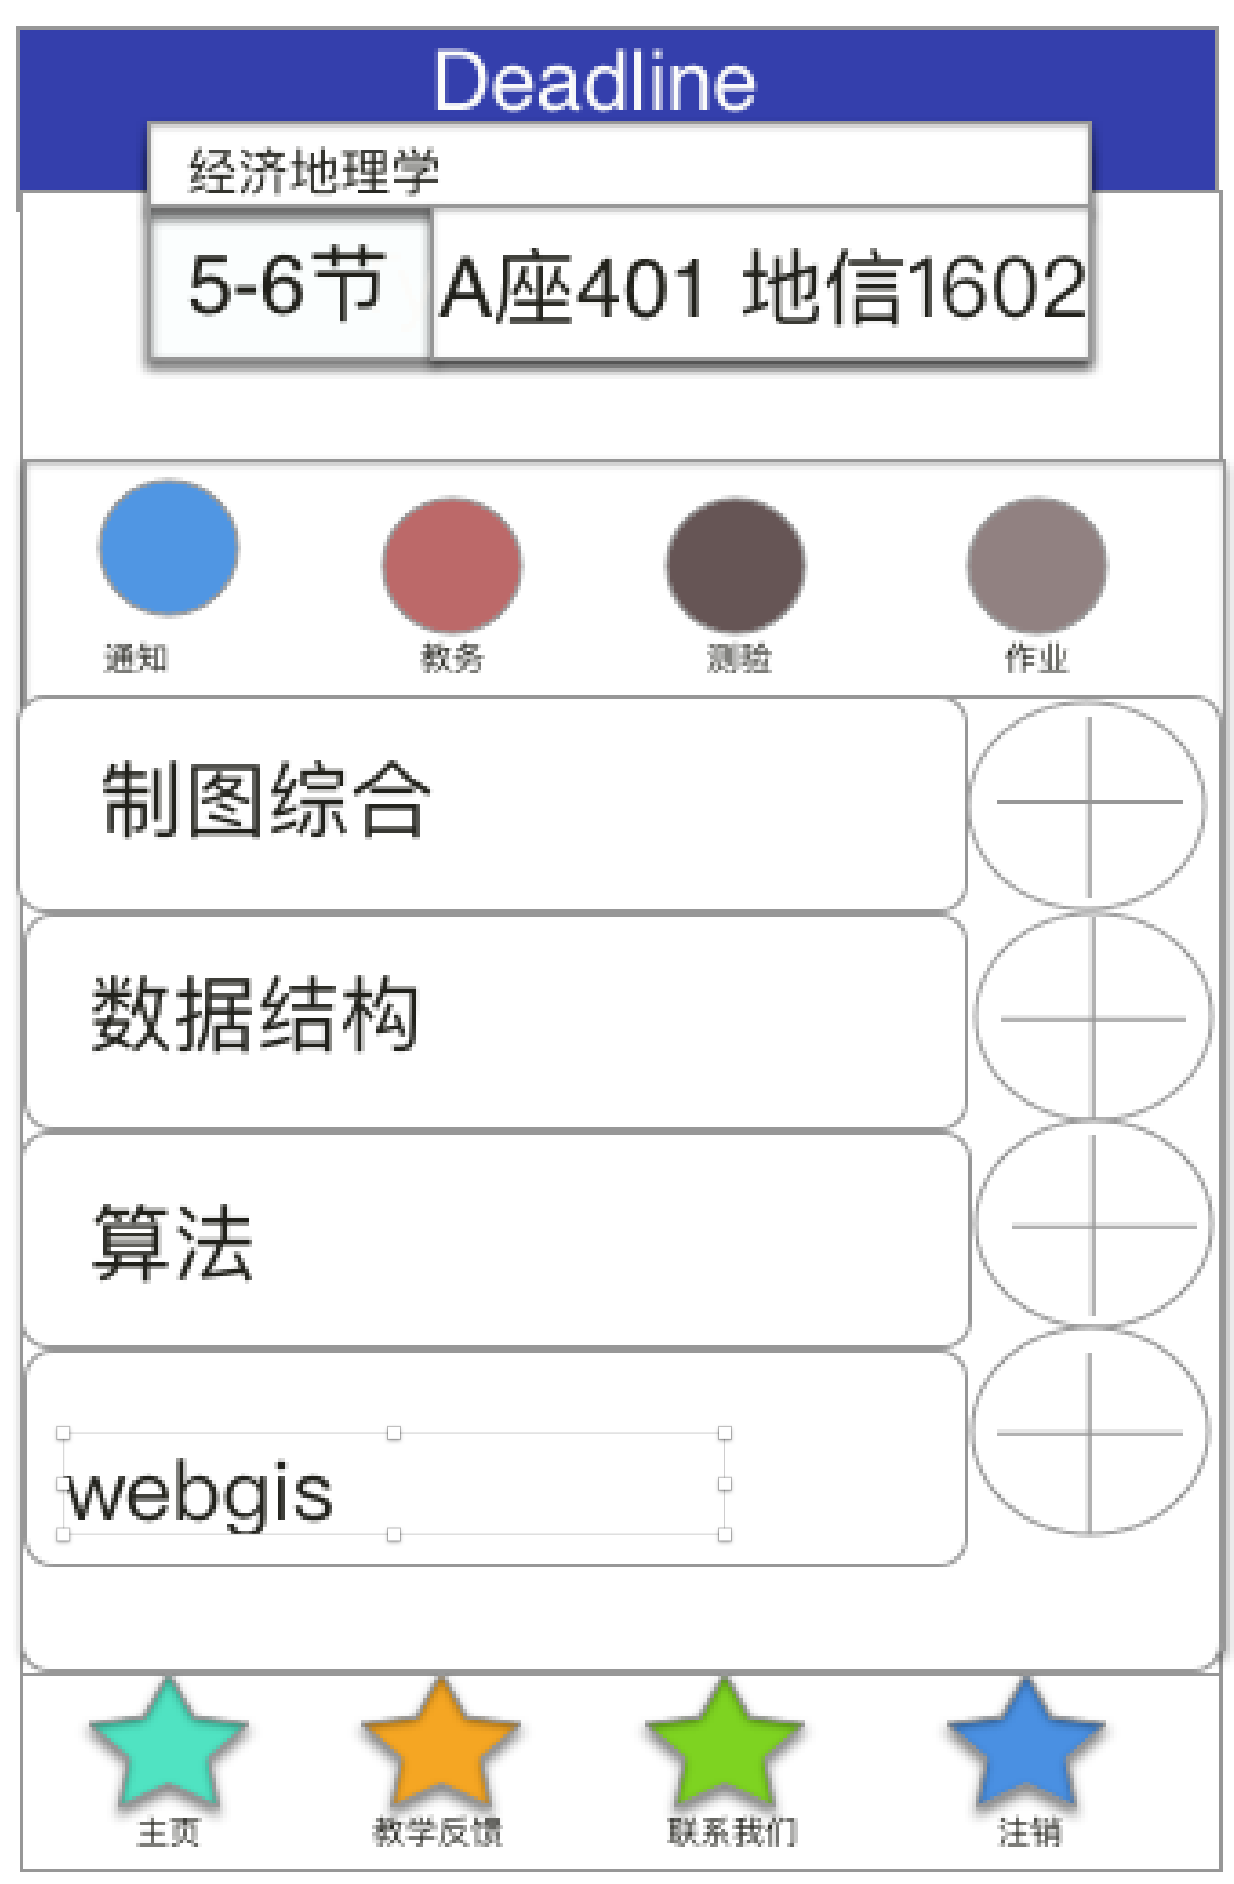 Deadline
经济地理学
5-6节 A座401 地信1602
通知 教务 测验 作业
制图综合
数据结构
算法
webgis
主页 教学反馈 联系我们 注销